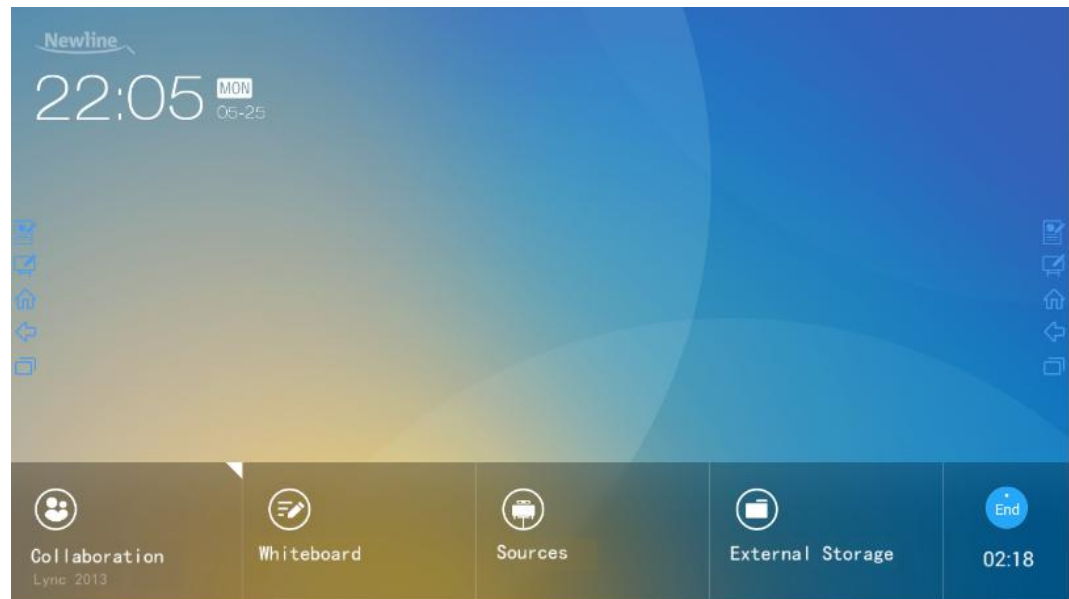 Newline
22:05
MON
05-25
Collaboration
Lync 2013
Whiteboard
Sources
External Storage
End
02:18